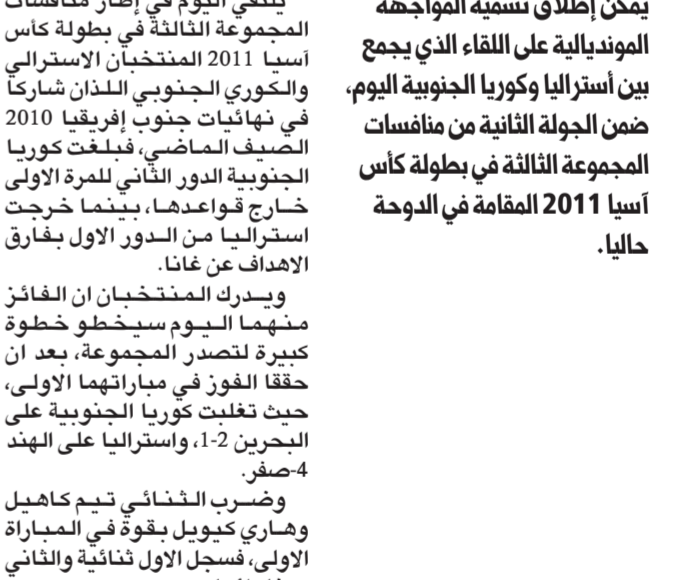 يمكن إطلاق تسمية المواجهة
المونديالية على اللقاء الذي يجمع
بين أستراليا وكوريا الجنوبية اليوم،
ضمن الجولة الثانية من منافسات
المجموعة الثالثة في بطولة كأس
آسيا 2011 المقامة في الدوحة
حاليا.
يلتقي اليوم في إطار منافسات
المجموعة الثالثة في بطولة كأس
آسيا 2011 المنتخبان الاسترالي
والكوري الجنوبي اللذان شاركا
في نهائيات جنوب إفريقيا 2010
الصيف الماضي، فبلغت كوريا
الجنوبية الدور الثاني للمرة الاولى
خارج قواعدها، بينما خرجت
استراليا من الدور الاول بفارق
الاهداف عن غانا.
ويدرك المنتخبان ان الفائز
منهما اليوم سيخطو خطوة
كبيرة لتصدر المجموعة، بعد ان
حققا الفوز في مباراتهما الاولى،
حيث تغلبت كوريا الجنوبية على
البحرين 2-1، واستراليا على الهند
4-صفر.
وضرب الثنائي تيم كاهيل
وهاري كيويل بقوة في المباراة
الاولى، فسجل الاول ثنائية والثاني